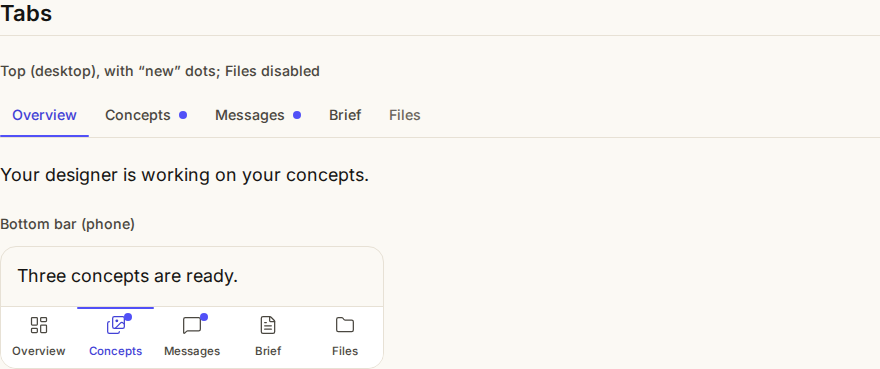 Tabs
Top (desktop), with “new” dots; Files disabled
Overview Concepts Messages Brief Files
Your designer is working on your concepts.
Bottom bar (phone)
Three concepts are ready.
Overview Concepts Messages Brief Files